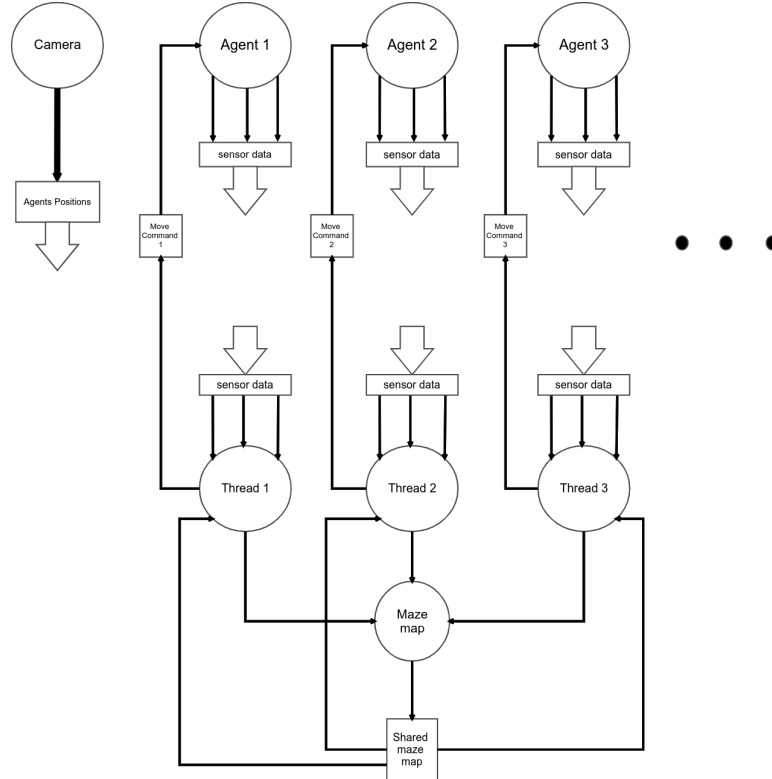 Camera
Agent 1
Agent 2
Agent 3
sensor data
sensor data
sensor data
Agents Positions
Move
Command
1
Move
Command
2
Move
Command
3
sensor data
sensor data
sensor data
Thread 1
Thread 2
Thread 3
Maze
map
Shared
maze
map